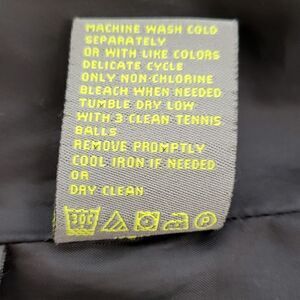 MACHINE WASH COLD
SEPARATELY
OR WITH LIKE COLORS
DELICATE CYCLE
ONLY NON-CHLORINE
BLEACH WHEN NEEDED
TUMBLE DRY LOW
WITH 3 CLEAN TENNIS
BALLS
REMOVE PROMPTLY
COOL IRON IF NEEDED
OR
DRY CLEAN
30C P